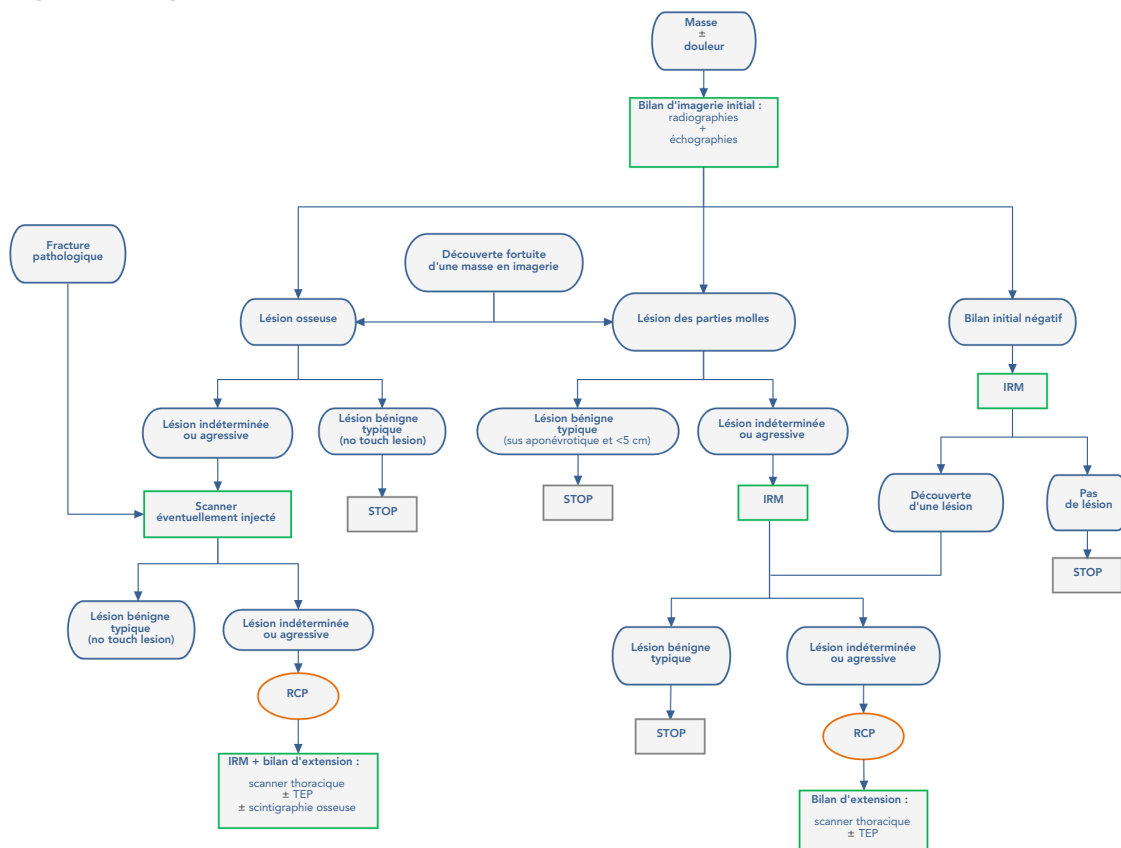 Masse
±
douleur
Bilan d'imagerie initial :
radiographies
+
échographies
Fracture
pathologique
Découverte fortuite
d'une masse en imagerie
Lésion osseuse
Lésion des parties molles
Bilan initial négatif
IRM
Lésion indéterminée
ou agressive
Lésion bénigne
typique
(no touch lesion)
Lésion bénigne
typique
(sus aponévrotique et <5 cm)
Lésion indéterminée
ou agressive
Scanner
éventuellement injecté
STOP
STOP
IRM
Découverte
d'une lésion
Pas
de lésion
STOP
Lésion bénigne
typique
(no touch lesion)
Lésion indéterminée
ou agressive
Lésion bénigne
typique
Lésion indéterminée
ou agressive
RCP
STOP
RCP
IRM + bilan d'extension :
scanner thoracique
± TEP
± scintigraphie osseuse
Bilan d'extension :
scanner thoracique
± TEP